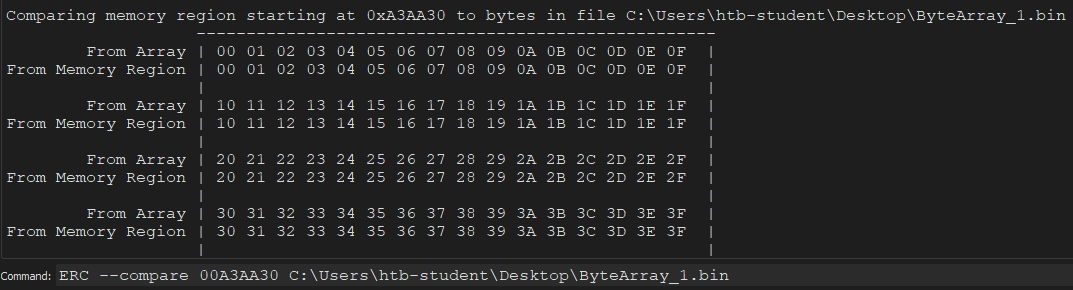 Comparing memory region starting at 0xA3AA30 to bytes in file C:\Users\htb-student\Desktop\ByteArray_1.bin
----------------------------------------------------
From Array | 00 01 02 03 04 05 06 07 08 09 0A 0B 0C 0D 0E 0F |
From Memory Region | 00 01 02 03 04 05 06 07 08 09 0A 0B 0C 0D 0E 0F |
| |
From Array | 10 11 12 13 14 15 16 17 18 19 1A 1B 1C 1D 1E 1F |
From Memory Region | 10 11 12 13 14 15 16 17 18 19 1A 1B 1C 1D 1E 1F |
| |
From Array | 20 21 22 23 24 25 26 27 28 29 2A 2B 2C 2D 2E 2F |
From Memory Region | 20 21 22 23 24 25 26 27 28 29 2A 2B 2C 2D 2E 2F |
| |
From Array | 30 31 32 33 34 35 36 37 38 39 3A 3B 3C 3D 3E 3F |
From Memory Region | 30 31 32 33 34 35 36 37 38 39 3A 3B 3C 3D 3E 3F |
| |
Command: ERC --compare 00A3AA30 C:\Users\htb-student\Desktop\ByteArray_1.bin